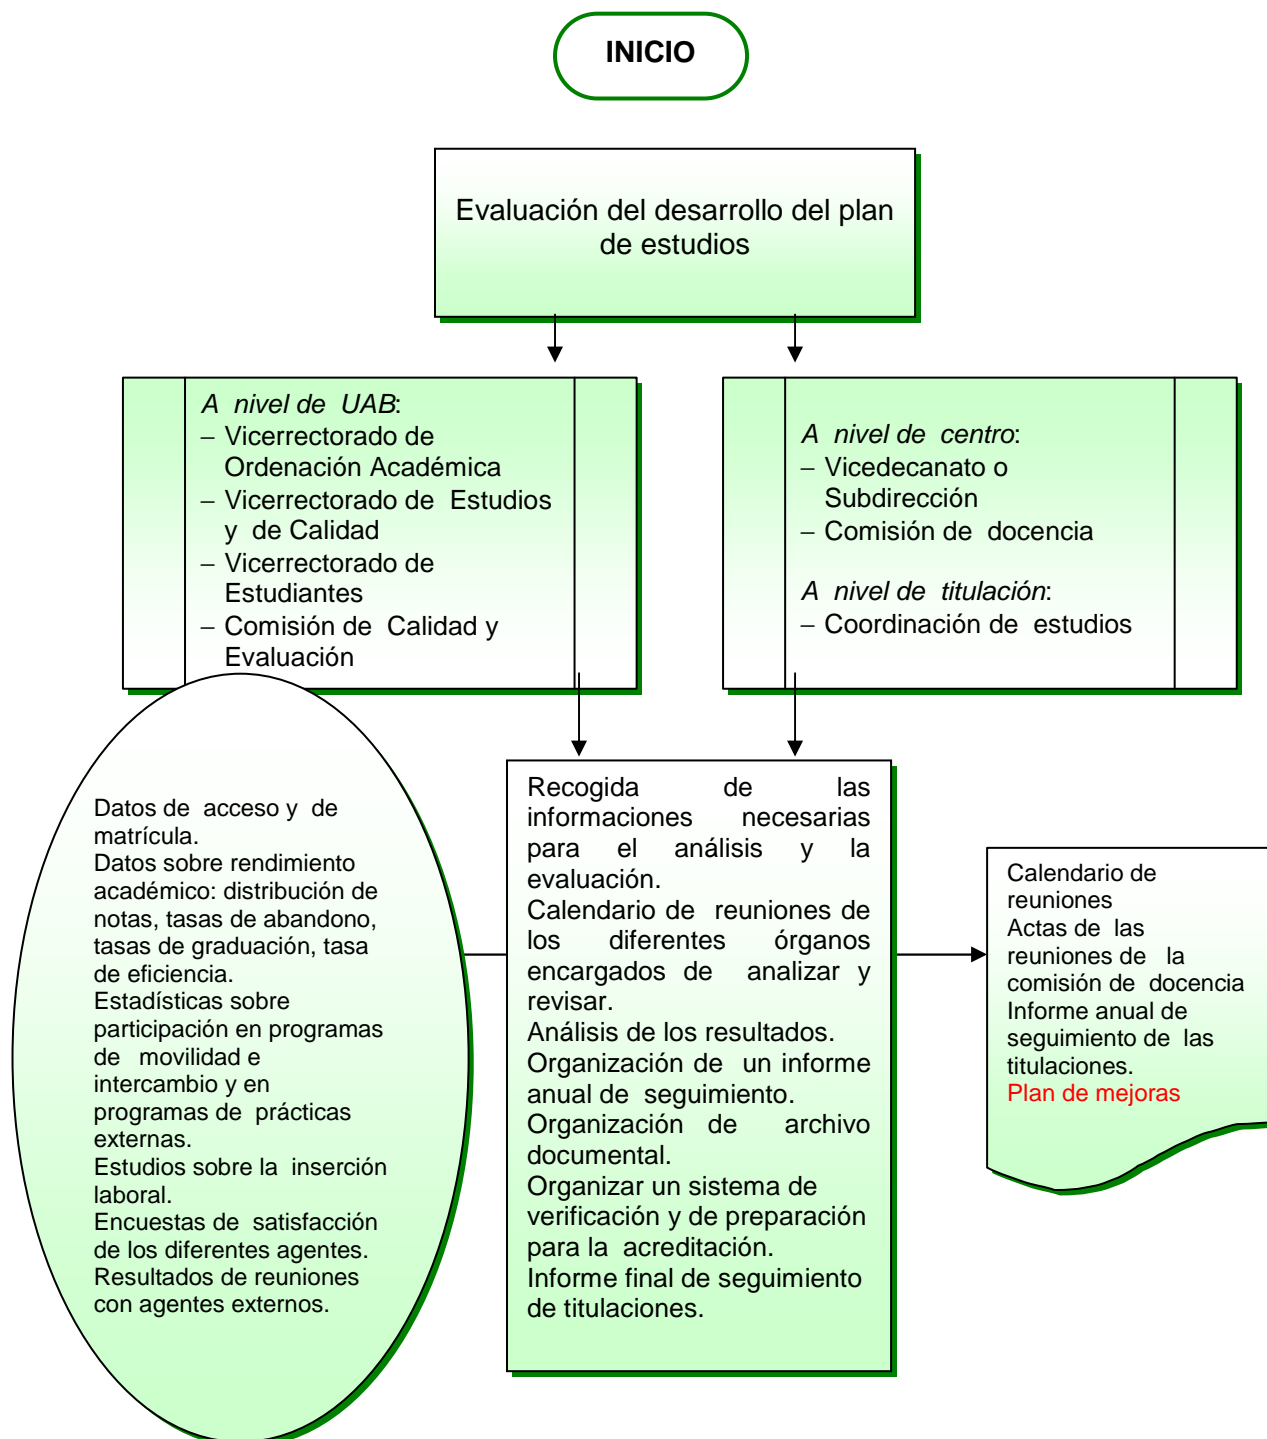 INICIO
Evaluación del desarrollo del plan
de estudios
A nivel de UAB:
– Vicerrectorado de
Ordenación Académica
– Vicerrectorado de Estudios
y de Calidad
– Vicerrectorado de
Estudiantes
– Comisión de Calidad y
Evaluación
A nivel de centro:
– Vicedecanato o
Subdirección
– Comisión de docencia
A nivel de titulación:
– Coordinación de estudios
Datos de acceso y de
matrícula.
Datos sobre rendimiento
académico: distribución de
notas, tasas de abandono,
tasas de graduación, tasa
de eficiencia.
Estadísticas sobre
participación en programas
de movilidad e
intercambio y en
programas de prácticas
externas.
Estudios sobre la inserción
laboral.
Encuestas de satisfacción
de los diferentes agentes.
Resultados de reuniones
con agentes externos.
Recogida de las
informaciones necesarias
para el análisis y la
evaluación.
Calendario de reuniones de
los diferentes órganos
encargados de analizar y
revisar.
Análisis de los resultados.
Organización de un informe
anual de seguimiento.
Organización de archivo
documental.
Organizar un sistema de
verificación y de preparación
para la acreditación.
Informe final de seguimiento
de titulaciones.
Calendario de
reuniones
Actas de las
reuniones de la
comisión de docencia
Informe anual de
seguimiento de las
titulaciones.
Plan de mejoras